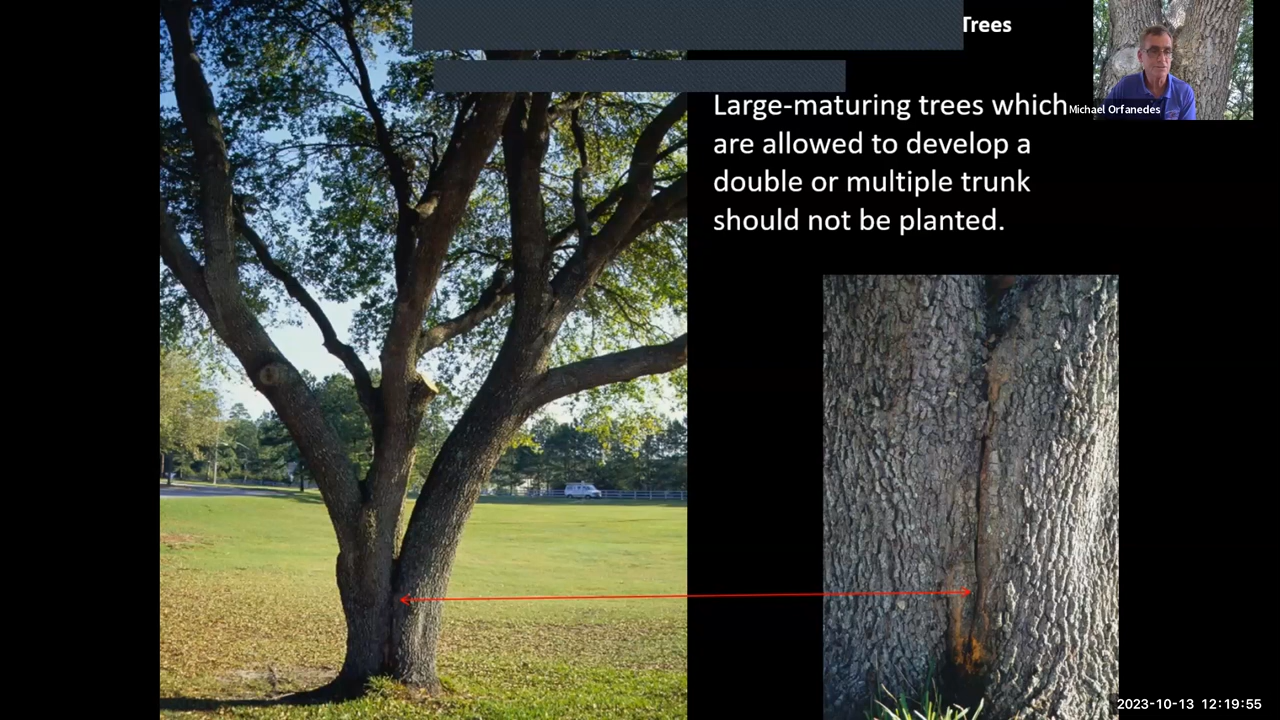 Trees
Large-maturing trees which
Michael Orfanedes
are allowed to develop a
double or multiple trunk
should not be planted.
2023-10-13 12:19:55